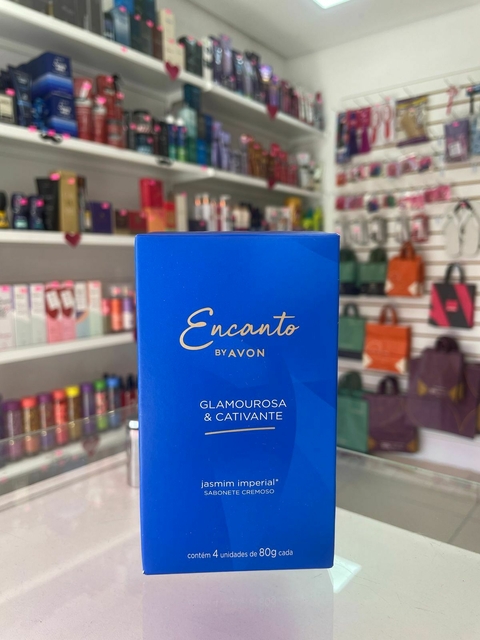 Encanto
BY AVON
GLAMOUROSA
& CATIVANTE
jasmim imperial*
SABONETE CREMOSO
contém 4 unidades de 80g cada